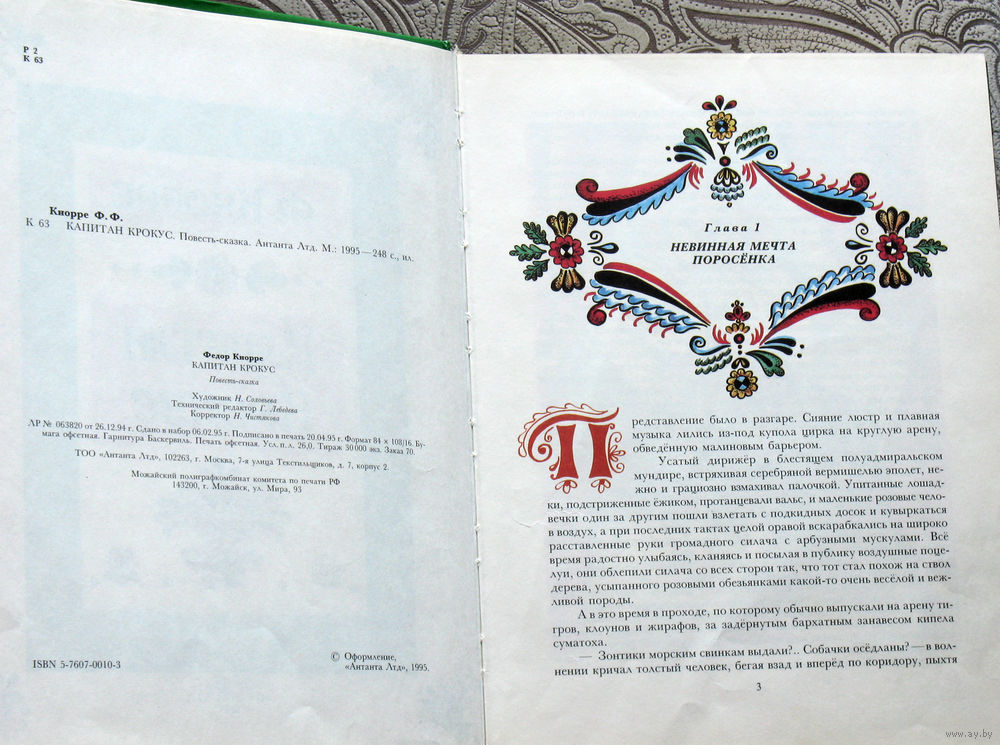 Р 2
К 63
Кнорре Ф. Ф.
К 63 КАПИТАН КРОКУС. Повесть-сказка. Антанта Лтд. М.: 1995 — 248 с., ил.
Федор Кнорре
КАПИТАН КРОКУС
Повесть-сказка
Художник Н. Соловьева
Технический редактор Г. Лебедева
Корректор Н. Чистякова
ЛР № 063820 от 26.12.94 г. Сдано в набор 6.02.95 г. Подписано в печать 20.04.95 г. Формат 84 × 108/16. Бу-
мага офсетная. Гарнитура Баскервиль. Печать офсетная. Усл. п. л. 26,0. Тираж 30 000 экз. Заказ 70.
ТОО «Антанта Лтд», 102263, г. Москва, 7-я улица Текстильщиков, д. 7, корпус 2.
Можайский полиграфкомбинат комитета по печати РФ
143200, г. Можайск, ул. Мира, 93
ISBN 5-7607-0010-3
© Оформление,
«Антанта Лтд», 1995.
Глава 1
НЕВИННАЯ МЕЧТА
ПОРОСЁНКА
Представление было в разгаре. Сияние люстр и плавная
музыка лились из-под купола цирка на круглую арену,
обведённую малиновым барьером.
Усатый дирижёр в блестящем полуадмиральском
мундире, встряхивая серебряной вермишелью эполет, неж-
но и грациозно взмахивал палочкой. Упитанные лошад-
ки, подстриженные ёжиком, протанцевали вальс, и маленькие розовые чело-
вечки один за другим пошли взлетать с подкидных досок и кувыркаться
в воздух, а при последних тактах целой оравой вскарабкались на широко
расставленные руки громадного силача с арбузными мускулами. Всё
время радостно улыбаясь, кланяясь и посылая в публику воздушные поце-
луи, они облепили силача со всех сторон так, что тот стал похож на ствол
дерева, усыпанного розовыми обезьянками какой-то очень весёлой и веж-
ливой породы.
А в это время в проходе, по которому обычно выпускали на арену ти-
гров, клоунов и жирафов, за задёрнутым бархатным занавесом кипела
суматоха.
— Зонтики морским свинкам выдали?.. Собачки осёдланы? — в вол-
нении кричал толстый человек, бегая взад и вперёд по коридору, пыхтя
3
www.ay.by